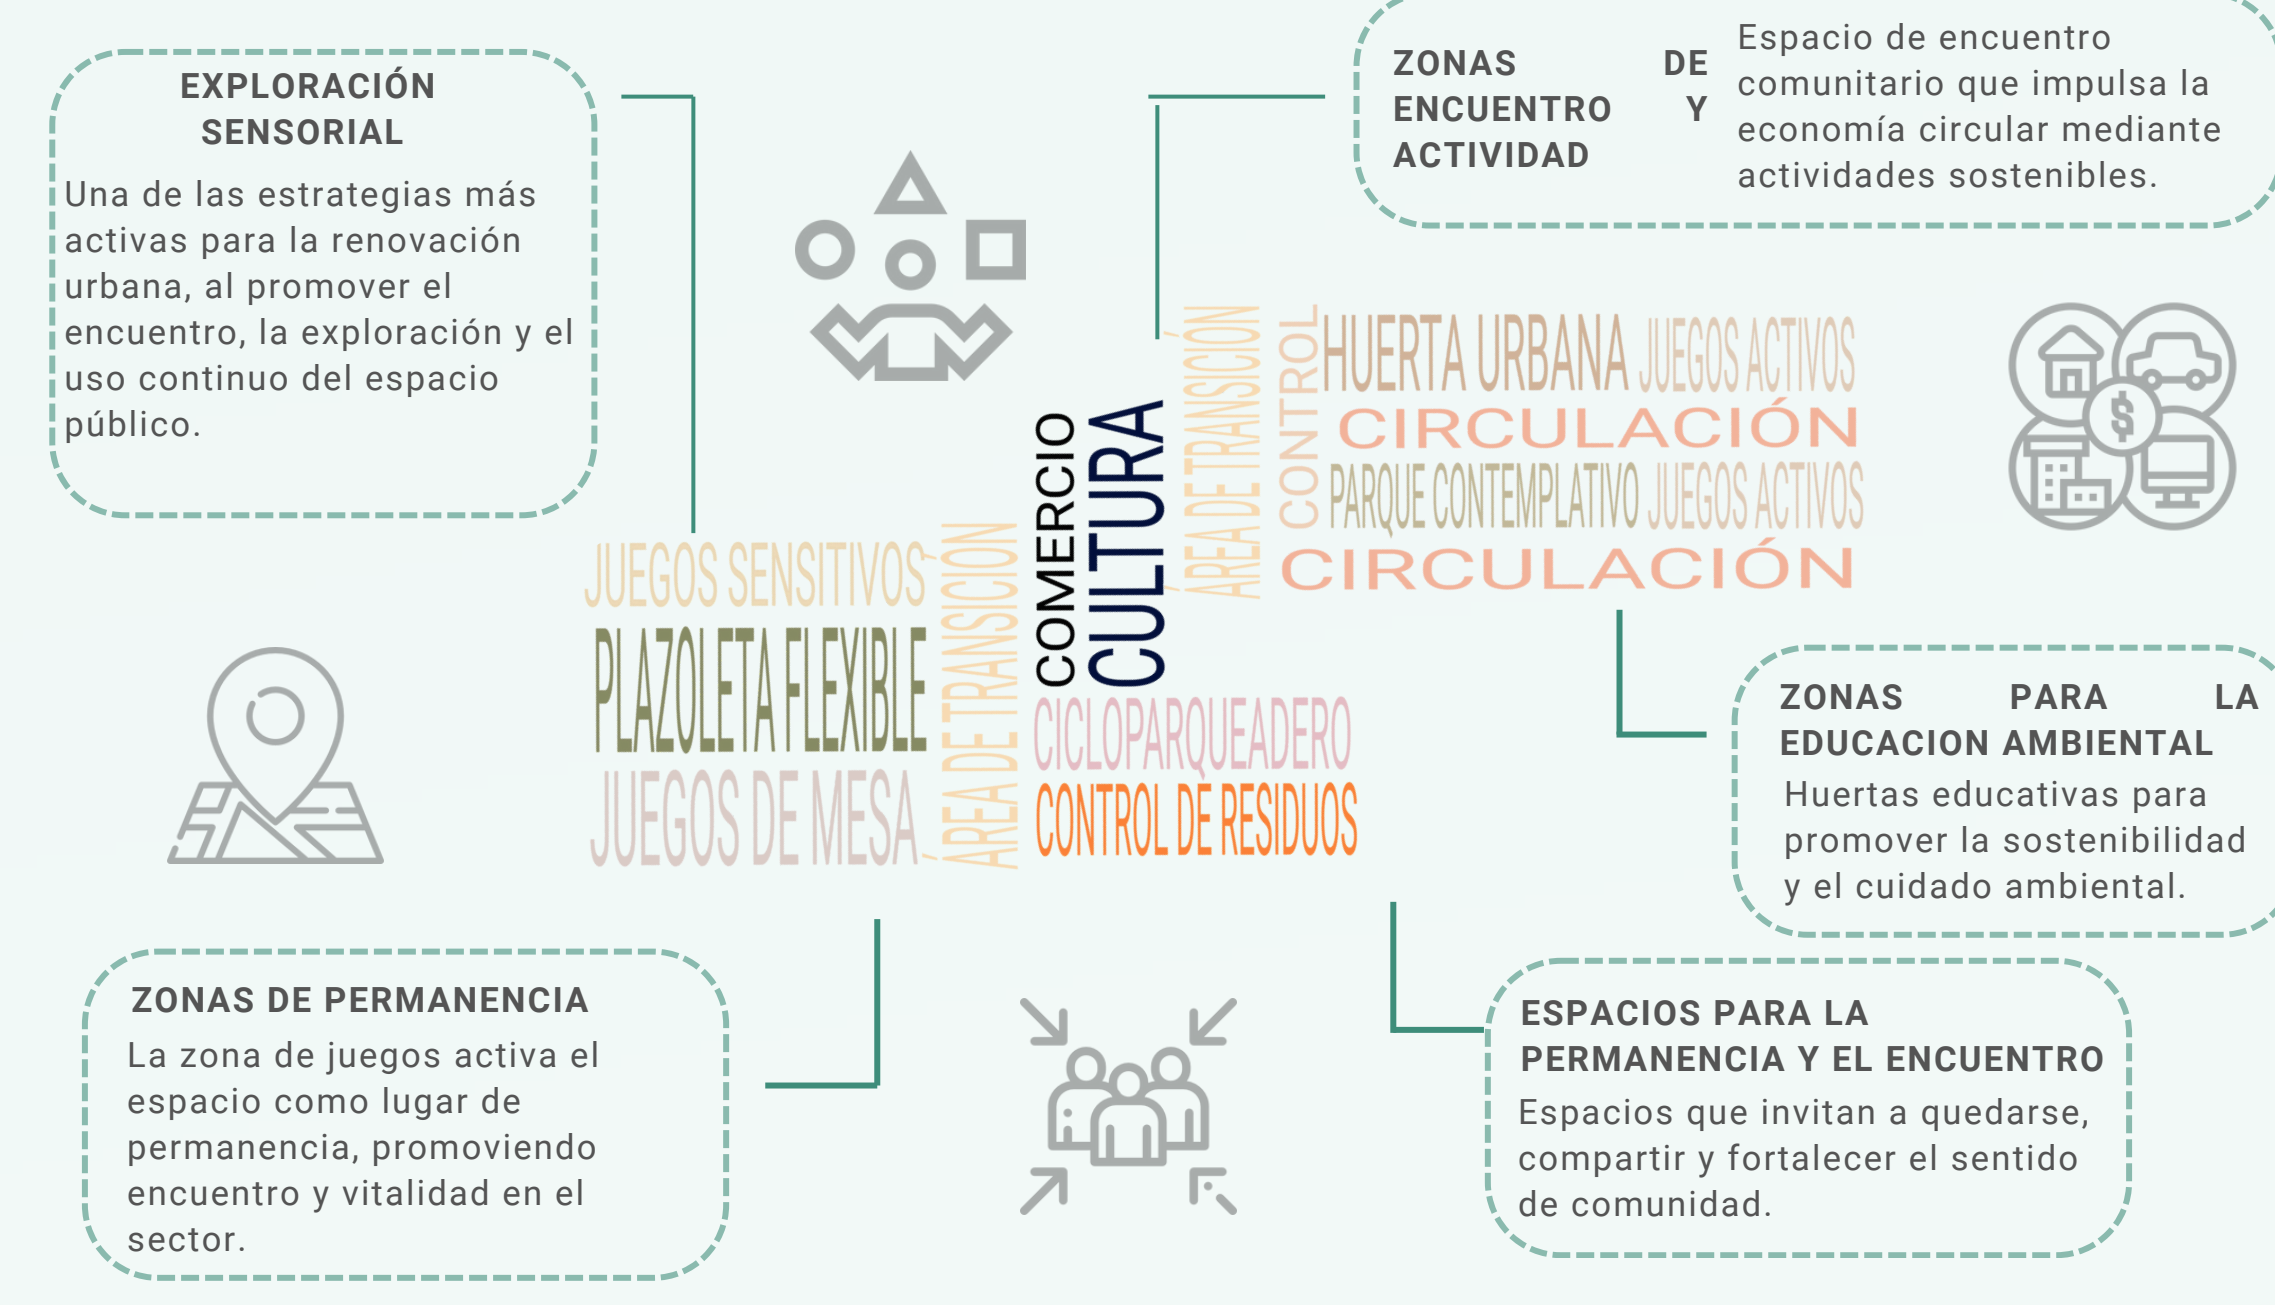 EXPLORACIÓN
SENSORIAL
Una de las estrategias más
activas para la renovación
urbana, al promover el
encuentro, la exploración y el
uso continuo del espacio
público.
ZONAS DE
ENCUENTRO Y
ACTIVIDAD
Espacio de encuentro
comunitario que impulsa la
economía circular mediante
actividades sostenibles.
JUEGOS SENSITIVOS
PLAZOLETA FLEXIBLE
JUEGOS DE MESA
ÁREA DE TRANSICIÓN
COMERCIO
CULTURA
CICLOPARQUEADERO
CONTROL DE RESIDUOS
ÁREA DE TRANSICIÓN
CONTROL
HUERTA URBANA JUEGOS ACTIVOS
CIRCULACIÓN
PARQUE CONTEMPLATIVO JUEGOS ACTIVOS
CIRCULACIÓN
$
ZONAS PARA LA
EDUCACION AMBIENTAL
Huertas educativas para
promover la sostenibilidad
y el cuidado ambiental.
ZONAS DE PERMANENCIA
La zona de juegos activa el
espacio como lugar de
permanencia, promoviendo
encuentro y vitalidad en el
sector.
ESPACIOS PARA LA
PERMANENCIA Y EL ENCUENTRO
Espacios que invitan a quedarse,
compartir y fortalecer el sentido
de comunidad.